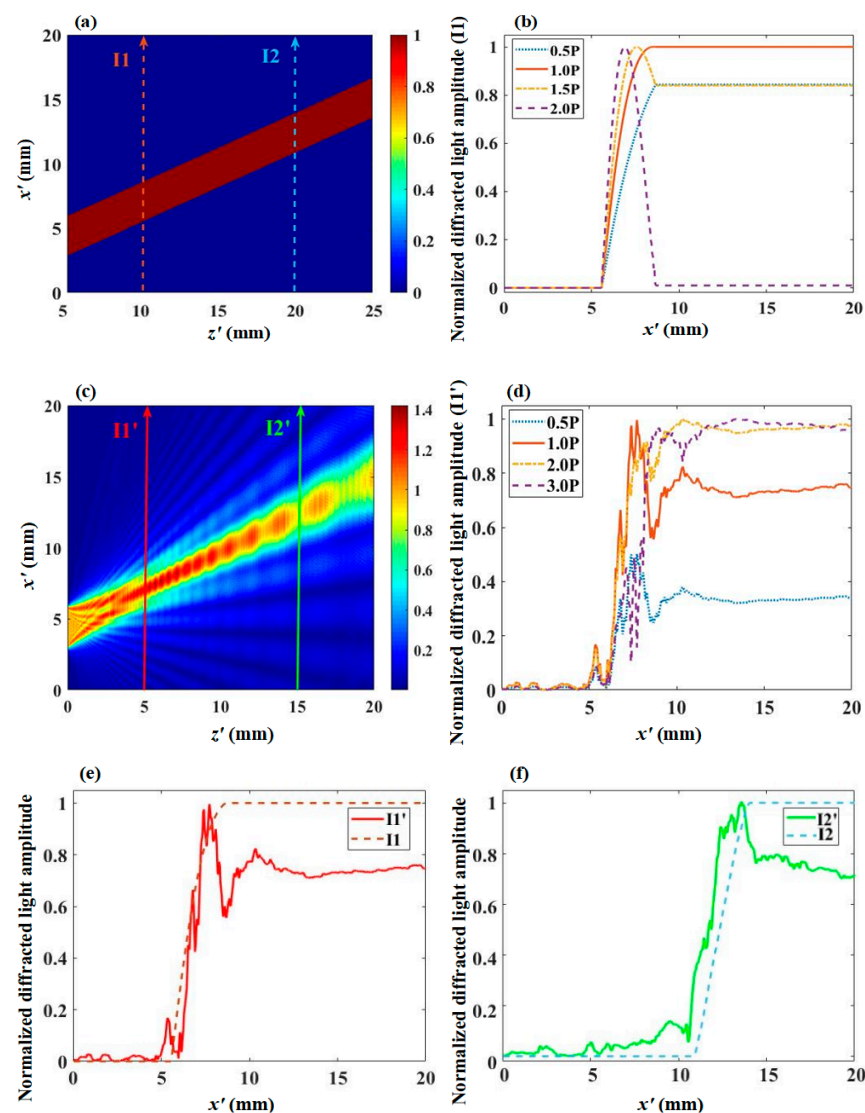 (a)
I1
I2
20
15
10
5
0
5
10
15
20
25
x' (mm)
z' (mm)
1
0.8
0.6
0.4
0.2
0
(b)
Normalized diffracted light amplitude (I1)
1
0.8
0.6
0.4
0.2
0
0
5
10
15
20
x' (mm)
0.5P
1.0P
1.5P
2.0P
(c)
I1'
I2'
20
15
10
5
0
0
5
10
15
20
x' (mm)
z' (mm)
1.4
1.2
1
0.8
0.6
0.4
0.2
(d)
Normalized diffracted light amplitude (I1')
1
0.8
0.6
0.4
0.2
0
0
5
10
15
20
x' (mm)
0.5P
1.0P
2.0P
3.0P
(e)
Normalized diffracted light amplitude
1
0.8
0.6
0.4
0.2
0
0
5
10
15
20
x' (mm)
I1'
I1
(f)
Normalized diffracted light amplitude
1
0.8
0.6
0.4
0.2
0
0
5
10
15
20
x' (mm)
I2'
I2